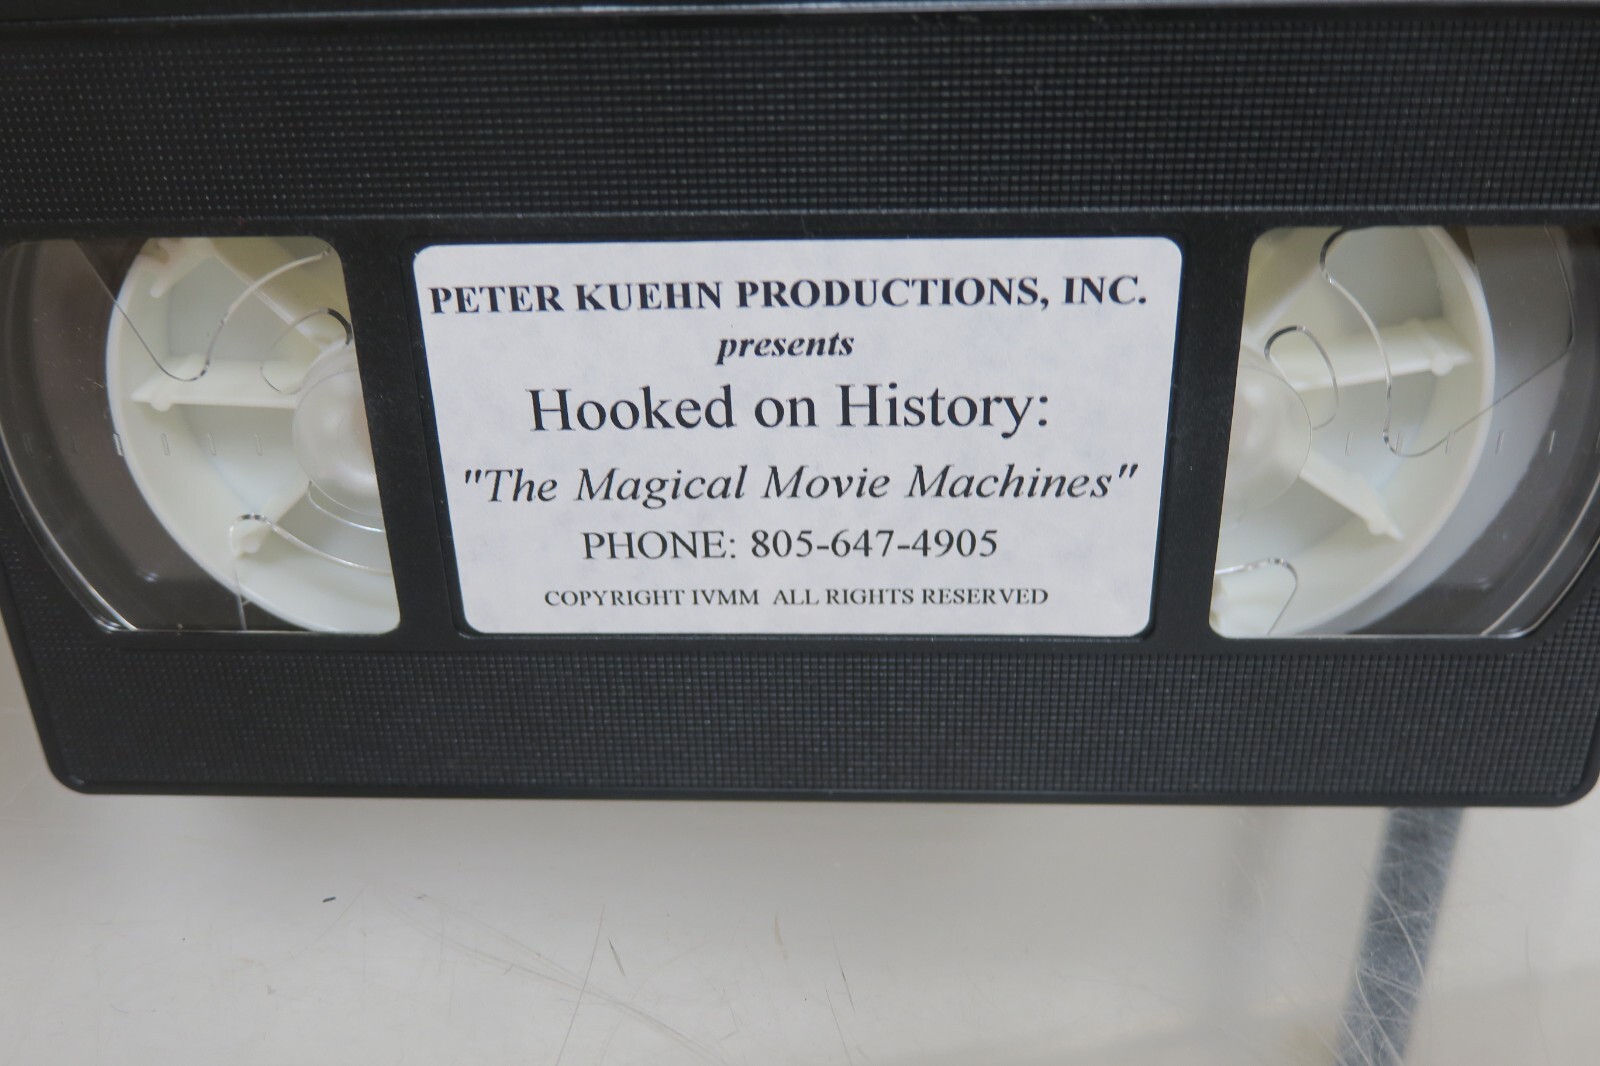 PETER KUEHN PRODUCTIONS, INC.
presents
Hooked on History:
"The Magical Movie Machines"
PHONE: 805-647-4905
COPYRIGHT IVMM ALL RIGHTS RESERVED